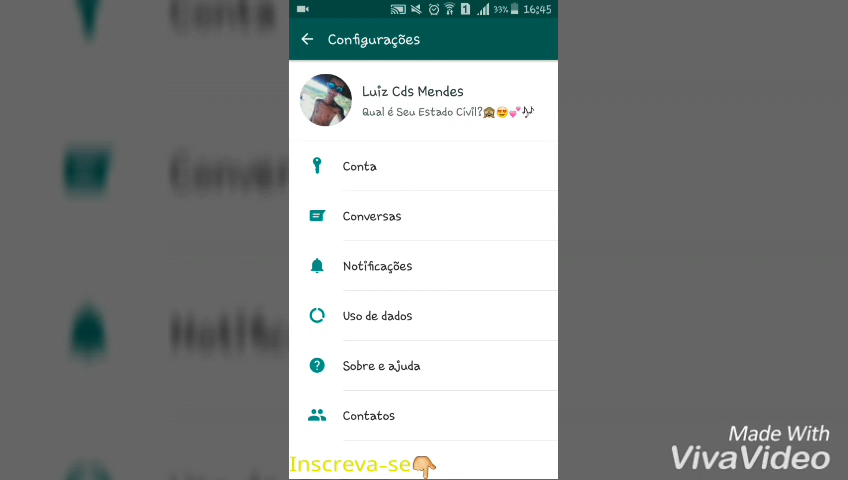 33% 16:45
Configurações
Luiz Cds Mendes
Qual é Seu Estado Civil?🙈😍💕🎶
Conta
Conversas
Notificações
Uso de dados
Sobre e ajuda
Contatos
Inscreva-se👇
Made With
VivaVideo